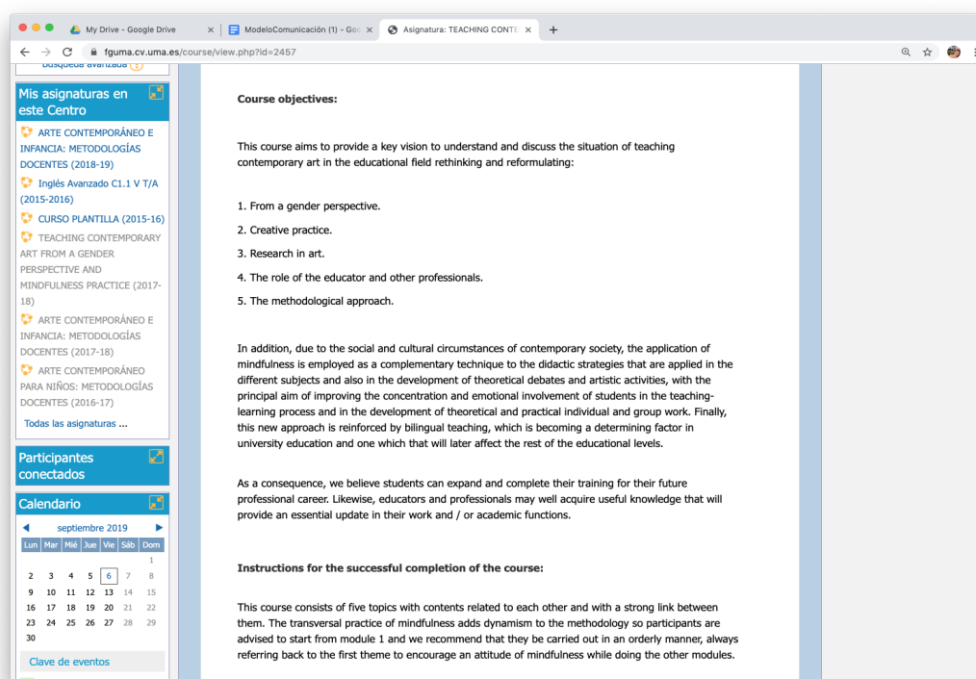 My Drive - Google Drive
ModeloComunicación (1) - Goo
Asignatura: TEACHING CONTE
fguma.cv.uma.es/course/view.php?id=2457
Búsqueda avanzada
Mis asignaturas en
este Centro
ARTE CONTEMPORÁNEO E
INFANCIA: METODOLOGÍAS
DOCENTES (2018-19)
Inglés Avanzado C1.1 V T/A
(2015-2016)
CURSO PLANTILLA (2015-16)
TEACHING CONTEMPORARY
ART FROM A GENDER
PERSPECTIVE AND
MINDFULNESS PRACTICE (2017-
18)
ARTE CONTEMPORÁNEO E
INFANCIA: METODOLOGÍAS
DOCENTES (2017-18)
ARTE CONTEMPORÁNEO
PARA NIÑOS: METODOLOGÍAS
DOCENTES (2016-17)
Todas las asignaturas ...
Participantes
conectados
Calendario
septiembre 2019
Lun Mar Mié Jue Vie Sáb Dom
1
2 3 4 5 6 7 8
9 10 11 12 13 14 15
16 17 18 19 20 21 22
23 24 25 26 27 28 29
30
Clave de eventos
Course objectives:
This course aims to provide a key vision to understand and discuss the situation of teaching
contemporary art in the educational field rethinking and reformulating:
1. From a gender perspective.
2. Creative practice.
3. Research in art.
4. The role of the educator and other professionals.
5. The methodological approach.
In addition, due to the social and cultural circumstances of contemporary society, the application of
mindfulness is employed as a complementary technique to the didactic strategies that are applied in the
different subjects and also in the development of theoretical debates and artistic activities, with the
principal aim of improving the concentration and emotional involvement of students in the teaching-
learning process and in the development of theoretical and practical individual and group work. Finally,
this new approach is reinforced by bilingual teaching, which is becoming a determining factor in
university education and one which that will later affect the rest of the educational levels.
As a consequence, we believe students can expand and complete their training for their future
professional career. Likewise, educators and professionals may well acquire useful knowledge that will
provide an essential update in their work and / or academic functions.
Instructions for the successful completion of the course:
This course consists of five topics with contents related to each other and with a strong link between
them. The transversal practice of mindfulness adds dynamism to the methodology so participants are
advised to start from module 1 and we recommend that they be carried out in an orderly manner, always
referring back to the first theme to encourage an attitude of mindfulness while doing the other modules.